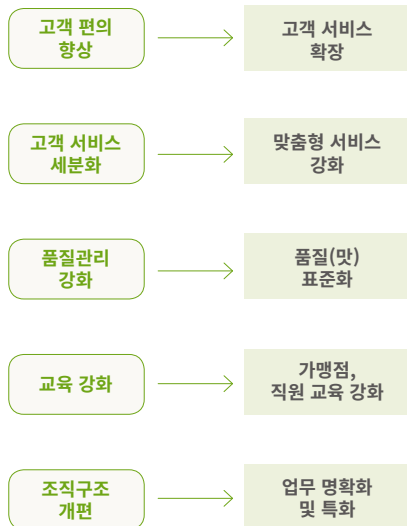 고객 편의
향상
고객 서비스
확장
고객 서비스
세분화
맞춤형 서비스
강화
품질관리
강화
품질(맛)
표준화
교육 강화
가맹점,
직원 교육 강화
조직구조
개편
업무 명확화
및 특화